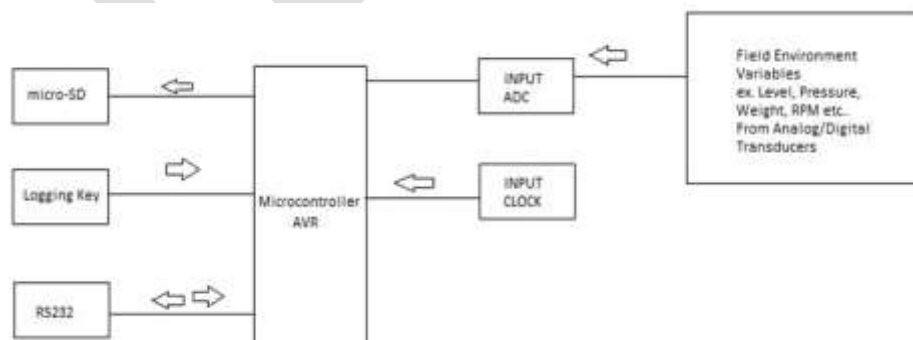 micro-SD
Logging Key
RS232
Microcontroller
AVR
INPUT
ADC
INPUT
CLOCK
Field Environment
Variables
ex. Level, Pressure,
Weight, RPM etc..
From Analog/Digital
Transducers